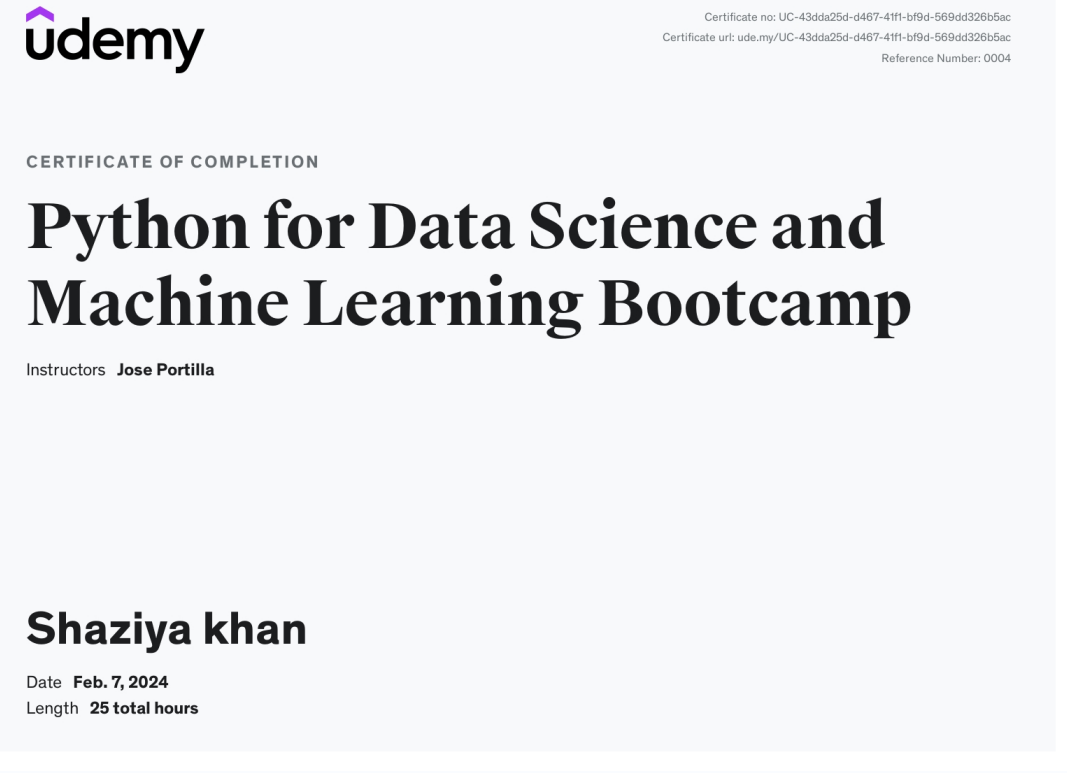 udemy
Certificate no: UC-43dda25d-d467-41f1-bf9d-569dd326b5ac
Certificate url: ude.my/UC-43dda25d-d467-41f1-bf9d-569dd326b5ac
Reference Number: 0004
CERTIFICATE OF COMPLETION
Python for Data Science and
Machine Learning Bootcamp
Instructors Jose Portilla
Shaziya khan
Date Feb. 7, 2024
Length 25 total hours